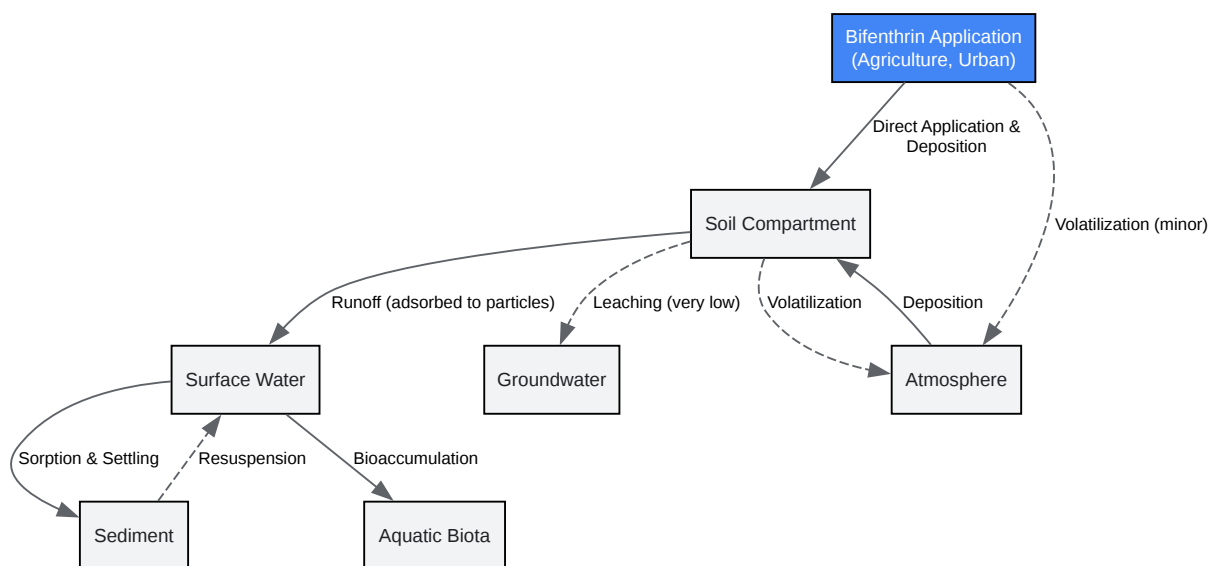 Bifenthrin Application
(Agriculture, Urban)
Direct Application &
Deposition
Soil Compartment
Volatilization (minor)
Runoff (adsorbed to particles)
Leaching (very low)
Volatilization
Deposition
Surface Water
Groundwater
Atmosphere
Sorption & Settling
Resuspension
Bioaccumulation
Sediment
Aquatic Biota